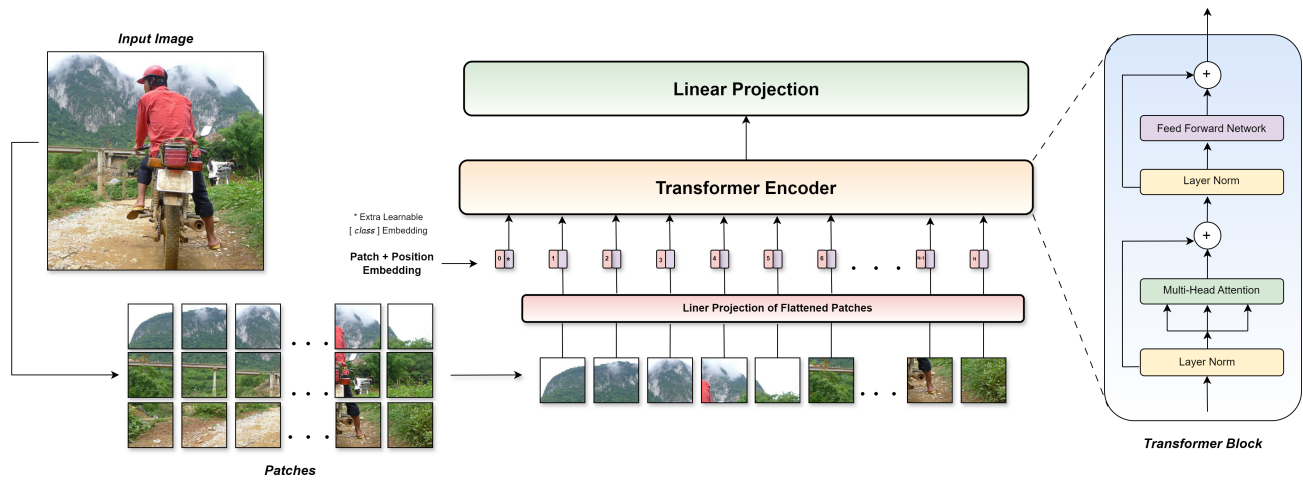 Input Image
Linear Projection
Transformer Encoder
* Extra Learnable
[ class ] Embedding
Patch + Position
Embedding
0 *
1
2
3
4
5
6
N-1
N
Liner Projection of Flattened Patches
Patches
+
Feed Forward Network
Layer Norm
+
Multi-Head Attention
Layer Norm
Transformer Block